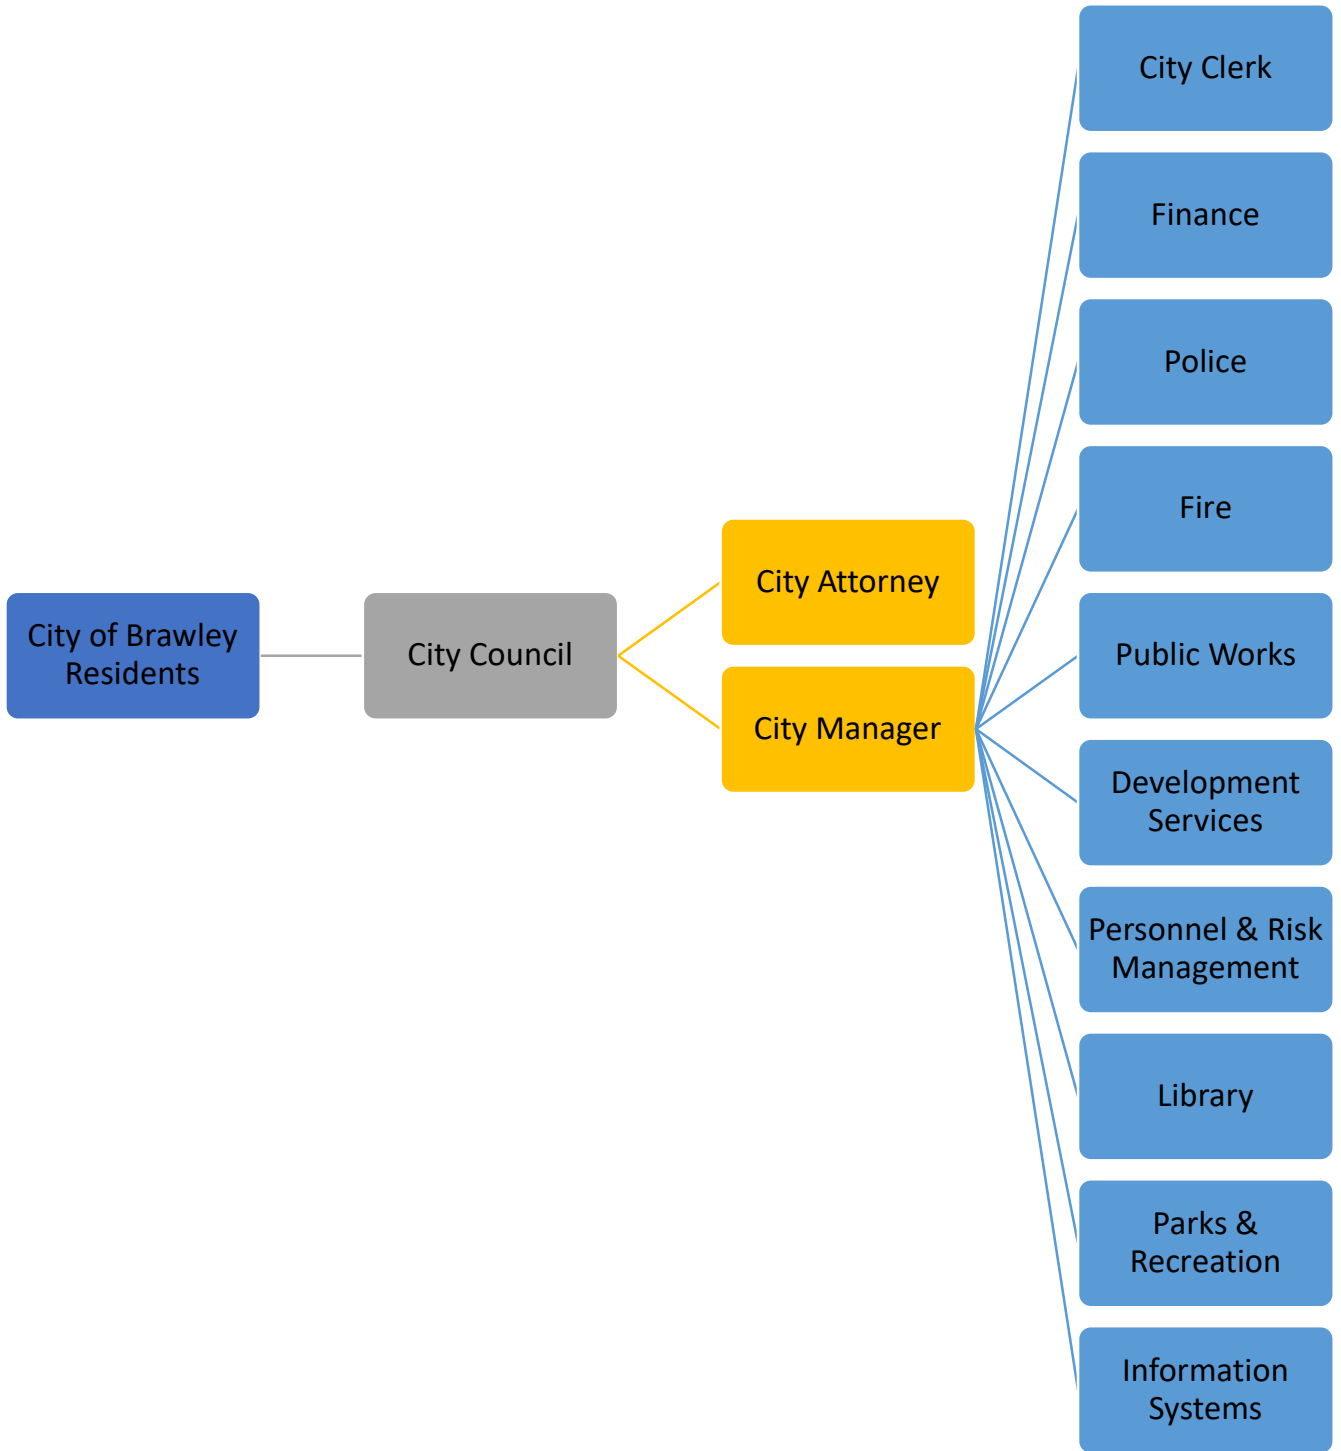 City of Brawley
Residents
City Council
City Attorney
City Manager
City Clerk
Finance
Police
Fire
Public Works
Development
Services
Personnel & Risk
Management
Library
Parks &
Recreation
Information
Systems